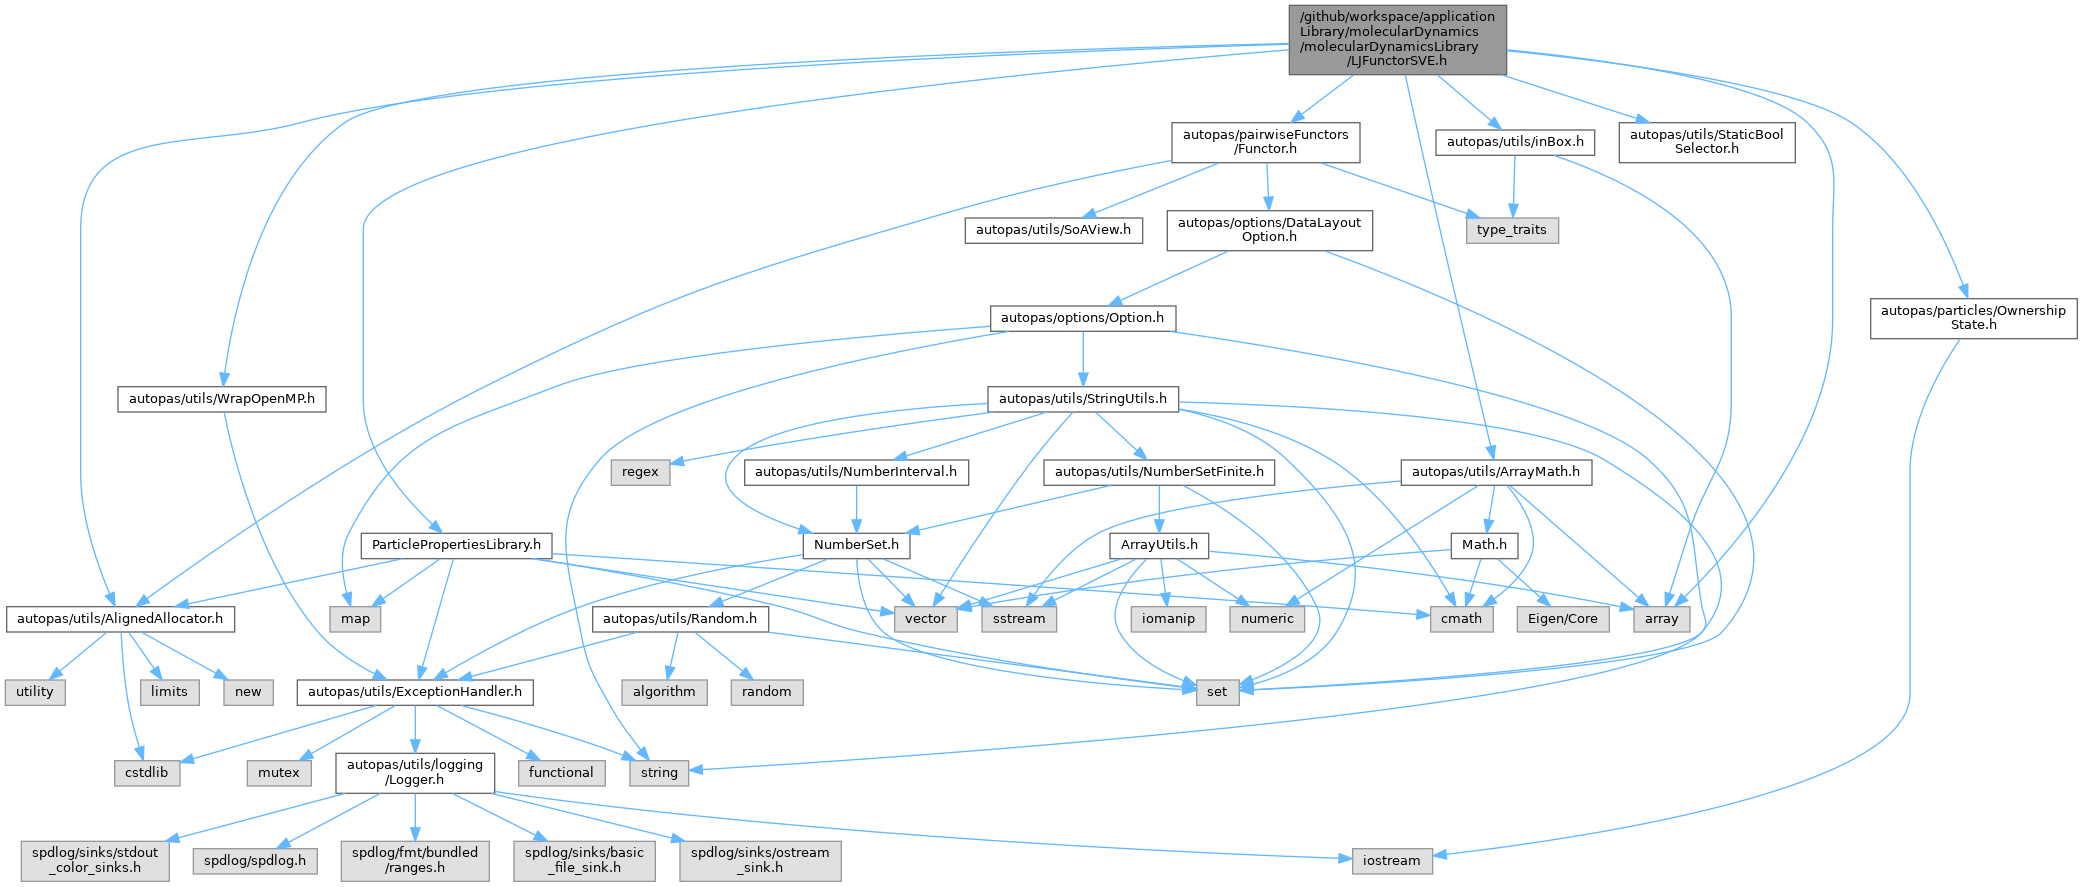 /github/workspace/application
Library/molecularDynamics
/molecularDynamicsLibrary
/LJFunctorSVE.h
autopas/pairwiseFunctors
/Functor.h
autopas/utils/inBox.h
autopas/utils/StaticBool
Selector.h
autopas/utils/SoAView.h
autopas/options/DataLayout
Option.h
type_traits
autopas/options/Option.h
autopas/particles/Ownership
State.h
autopas/utils/WrapOpenMP.h
autopas/utils/StringUtils.h
regex
autopas/utils/NumberInterval.h
autopas/utils/NumberSetFinite.h
autopas/utils/ArrayMath.h
ParticlePropertiesLibrary.h
NumberSet.h
ArrayUtils.h
Math.h
autopas/utils/AlignedAllocator.h
map
autopas/utils/Random.h
vector
sstream
iomanip
numeric
cmath
Eigen/Core
array
utility
limits
new
autopas/utils/ExceptionHandler.h
algorithm
random
set
cstdlib
mutex
autopas/utils/logging
/Logger.h
functional
string
spdlog/sinks/stdout
_color_sinks.h
spdlog/spdlog.h
spdlog/fmt/bundled
/ranges.h
spdlog/sinks/basic
_file_sink.h
spdlog/sinks/ostream
_sink.h
iostream